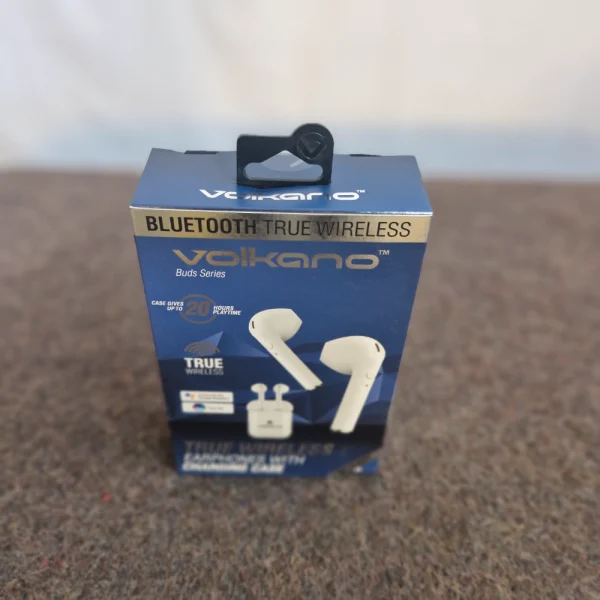 VOLKANO™
BLUETOOTH TRUE WIRELESS
VOLKANO™
Buds Series
CASE GIVES
UP TO
20
HOURS
PLAYTIME
TRUE
WIRELESS
TRUE WIRELESS
EARPHONES WITH
CHARGING CASE